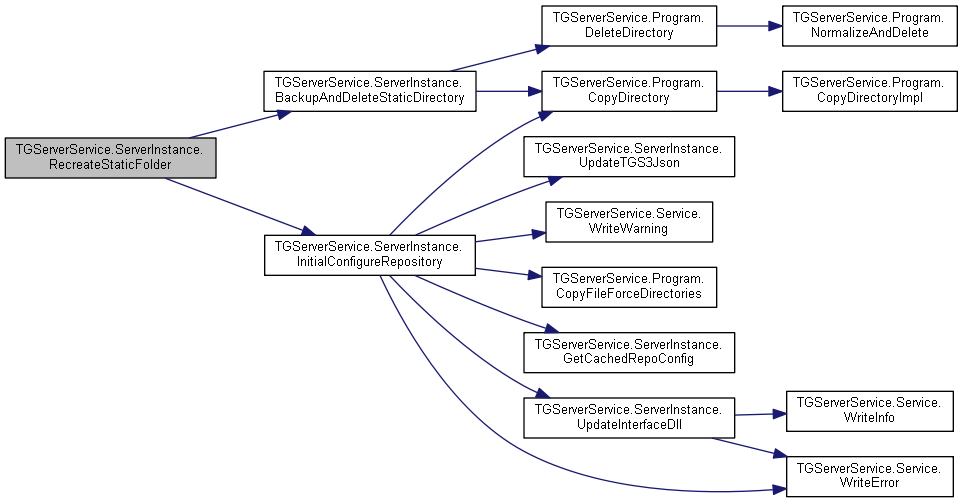 TGServerService.ServerInstance.
RecreateStaticFolder
TGServerService.ServerInstance.
BackupAndDeleteStaticDirectory
TGServerService.ServerInstance.
InitialConfigureRepository
TGServerService.Program.
DeleteDirectory
TGServerService.Program.
CopyDirectory
TGServerService.ServerInstance.
UpdateTGS3Json
TGServerService.Service.
WriteWarning
TGServerService.Program.
CopyFileForceDirectories
TGServerService.ServerInstance.
GetCachedRepoConfig
TGServerService.ServerInstance.
UpdateInterfaceDll
TGServerService.Program.
NormalizeAndDelete
TGServerService.Program.
CopyDirectoryImpl
TGServerService.Service.
WriteInfo
TGServerService.Service.
WriteError